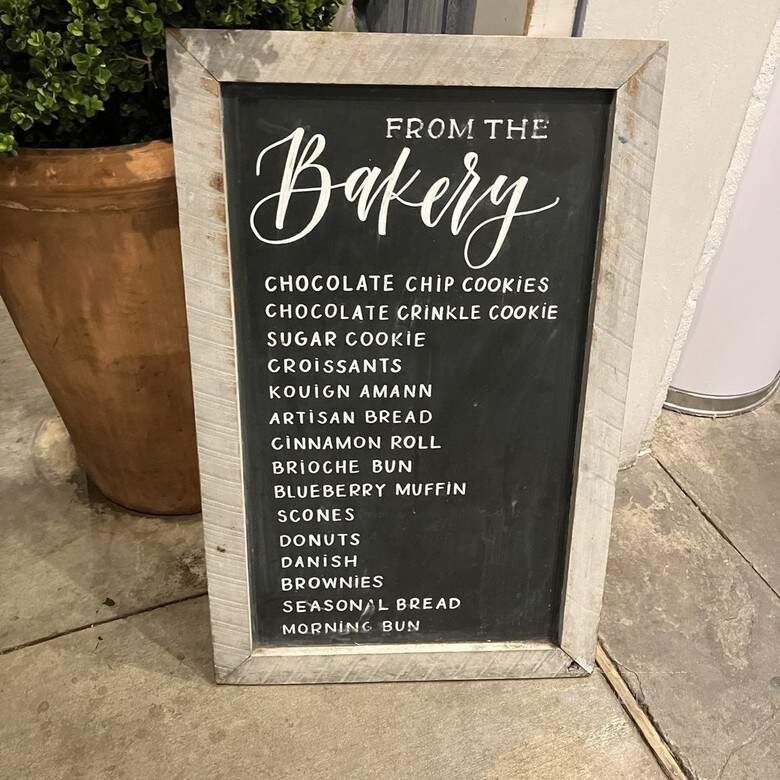 FROM THE
Bakery
CHOCOLATE CHIP COOKIES
CHOCOLATE CRINKLE COOKIE
SUGAR COOKIE
CROISSANTS
KOUIGN AMANN
ARTISAN BREAD
CINNAMON ROLL
BRIOCHE BUN
BLUEBERRY MUFFIN
SCONES
DONUTS
DANISH
BROWNIES
SEASONAL BREAD
MORNING BUN